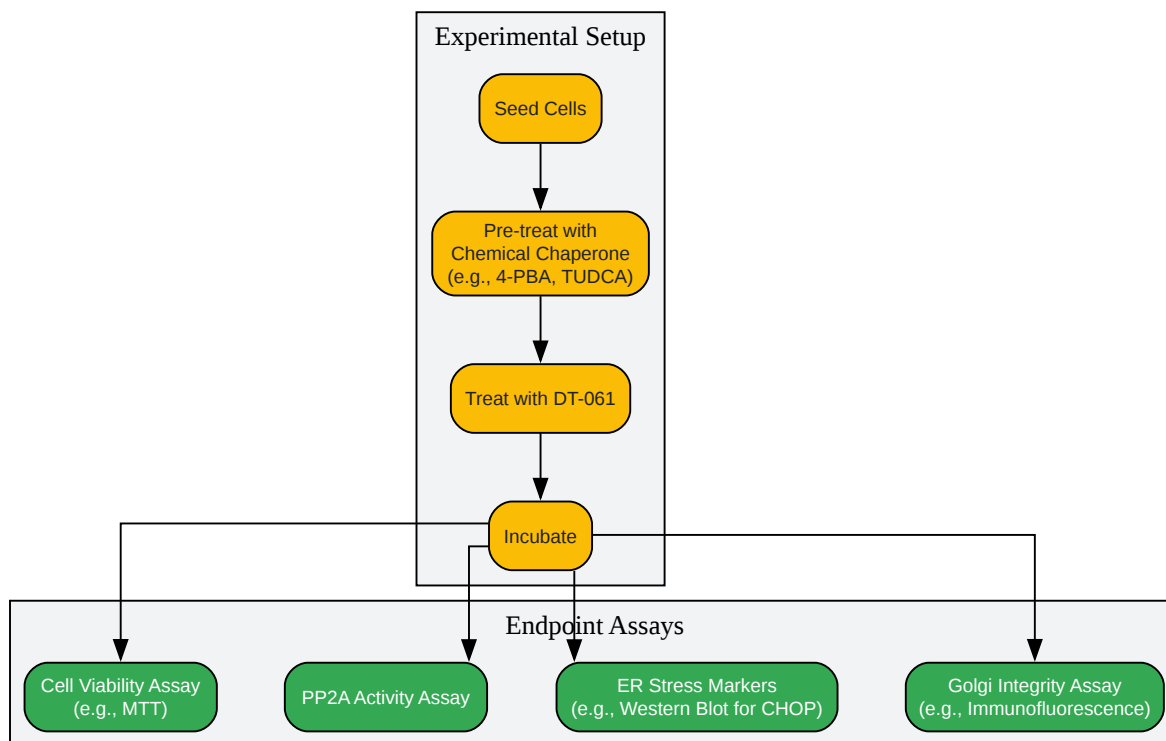 Experimental Setup
Seed Cells
Pre-treat with
Chemical Chaperone
(e.g., 4-PBA, TUDCA)
Treat with DT-061
Incubate
Endpoint Assays
Cell Viability Assay
(e.g., MTT)
PP2A Activity Assay
ER Stress Markers
(e.g., Western Blot for CHOP)
Golgi Integrity Assay
(e.g., Immunofluorescence)